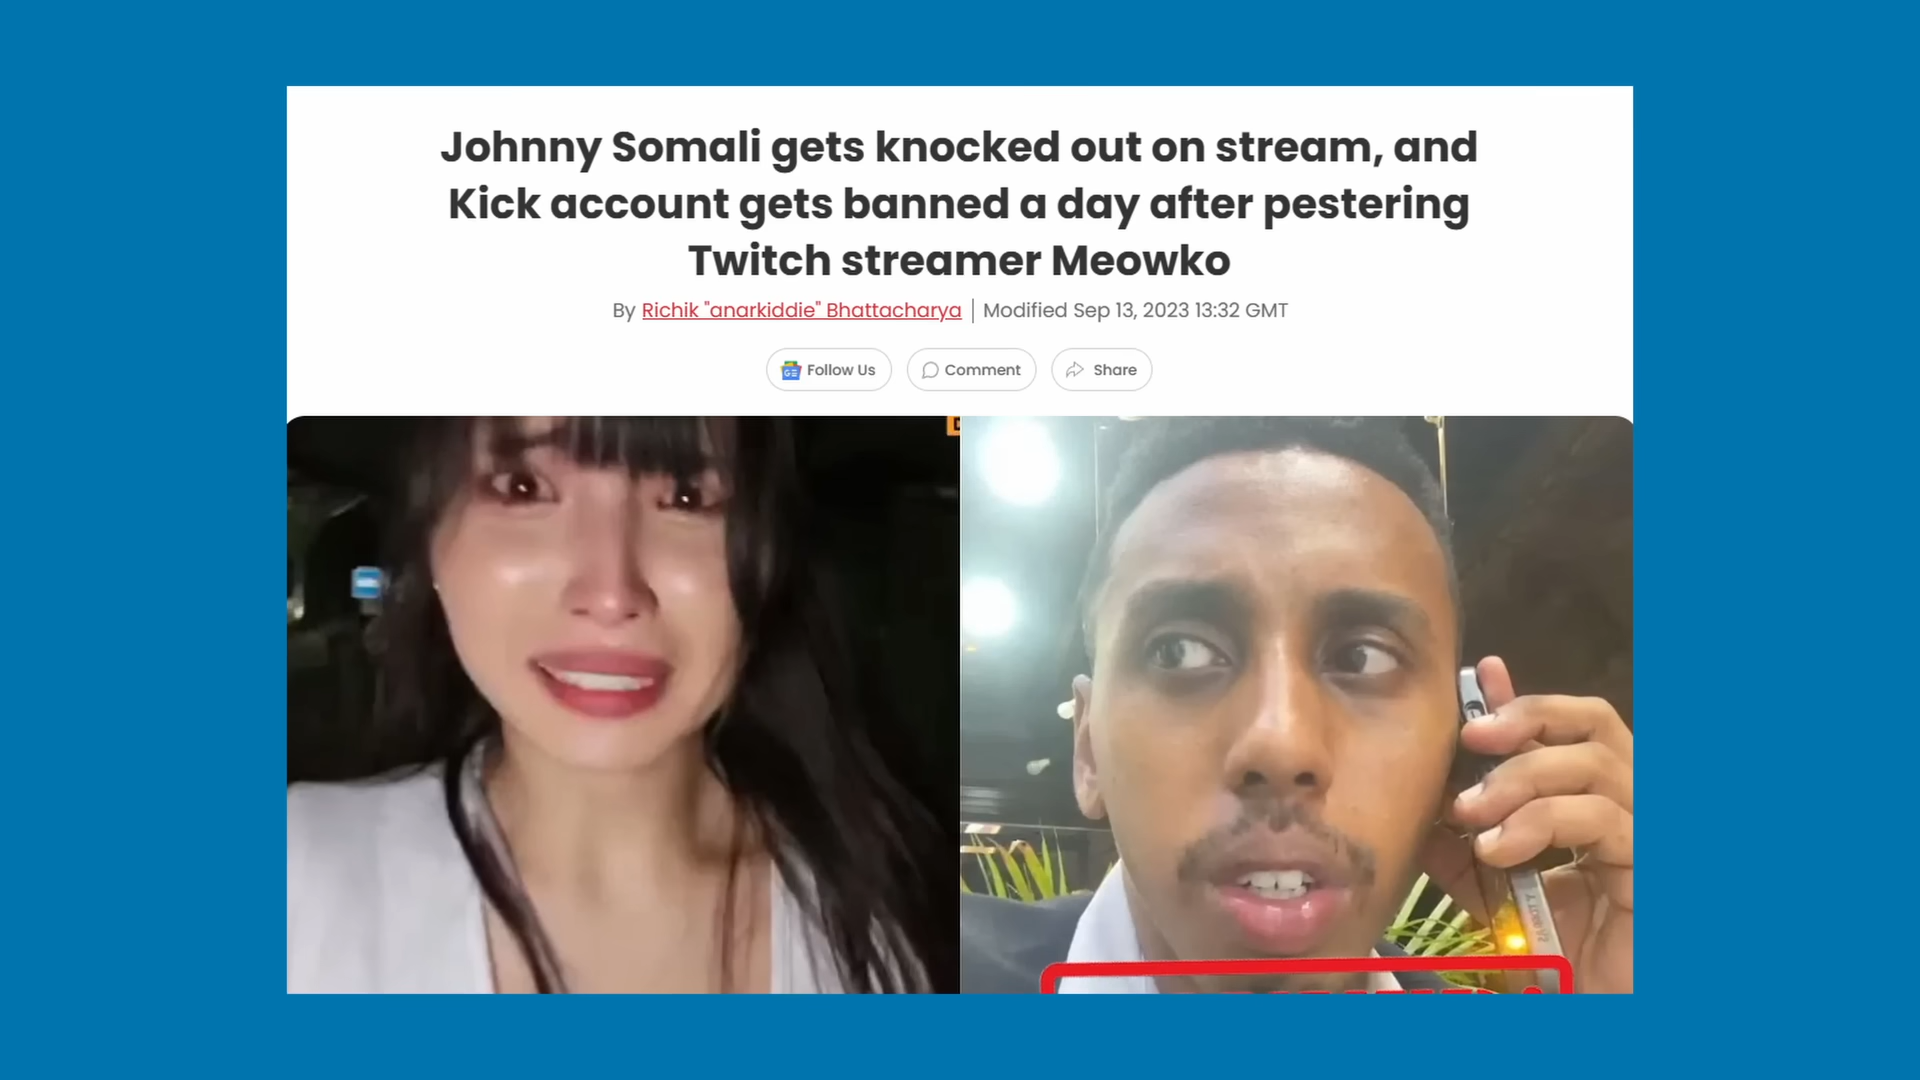 Johnny Somali gets knocked out on stream, and
Kick account gets banned a day after pestering
Twitch streamer Meowko
By Richik "anarkiddie" Bhattacharya | Modified Sep 13, 2023 13:32 GMT
Follow Us
Comment
Share